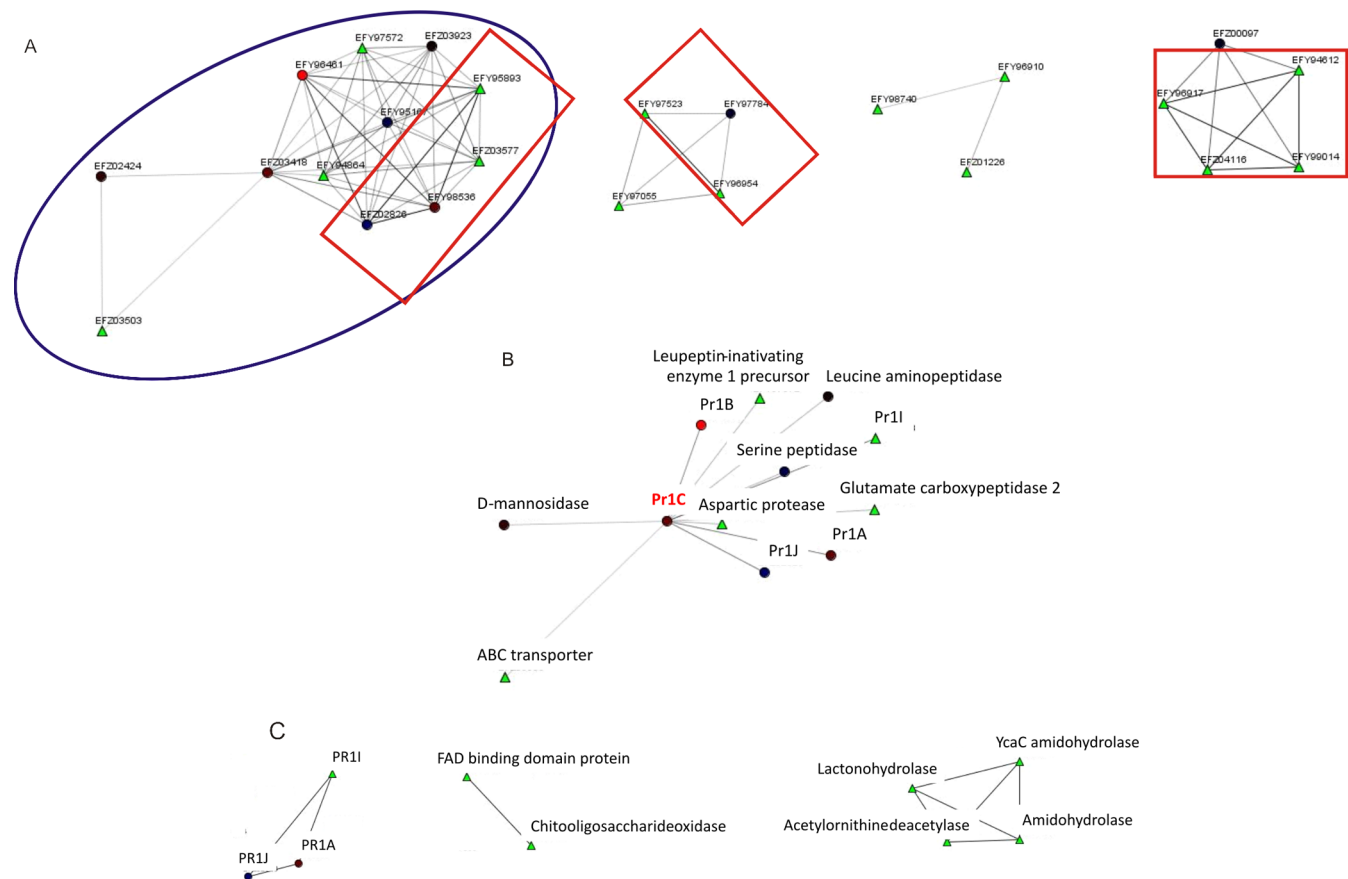 A
EFY97572
EFZ03923
EFY96461
EFY95893
EFZ02424
EFZ03418
EFY94864
EFZ03577
EFY98536
EFZ02826
EFZ03503
EFY97523
EFY97784
EFY97055
EFY96954
EFY96910
EFY98740
EFZ01226
EFZ00097
EFY94612
EFY96917
EFZ04116
EFY99014
B
Leupeptin-inativating
enzyme 1 precursor
Leucine aminopeptidase
Pr1B
Pr1I
Serine peptidase
Pr1C
D-mannosidase
Aspartic protease
Glutamate carboxypeptidase 2
Pr1A
Pr1J
ABC transporter
C
PR1I
PR1A
PR1J
FAD binding domain protein
Chitooligosaccharideoxidase
YcaC amidohydrolase
Lactonohydrolase
Acetylornithinedeacetylase
Amidohydrolase